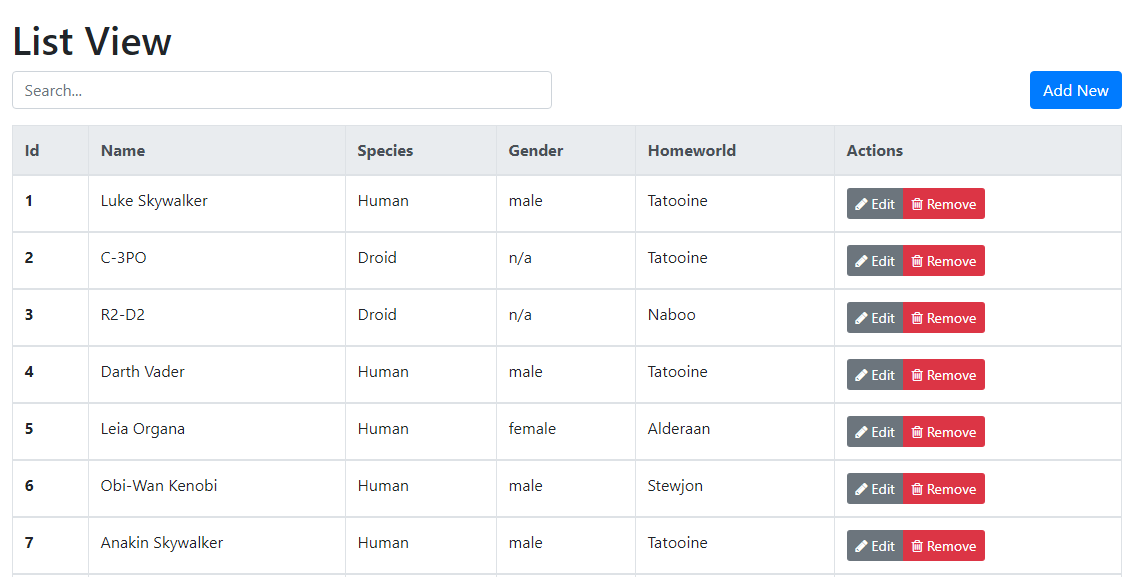 List View
Search...
Add New
Id Name Species Gender Homeworld Actions
1 Luke Skywalker Human male Tatooine Edit Remove
2 C-3PO Droid n/a Tatooine Edit Remove
3 R2-D2 Droid n/a Naboo Edit Remove
4 Darth Vader Human male Tatooine Edit Remove
5 Leia Organa Human female Alderaan Edit Remove
6 Obi-Wan Kenobi Human male Stewjon Edit Remove
7 Anakin Skywalker Human male Tatooine Edit Remove